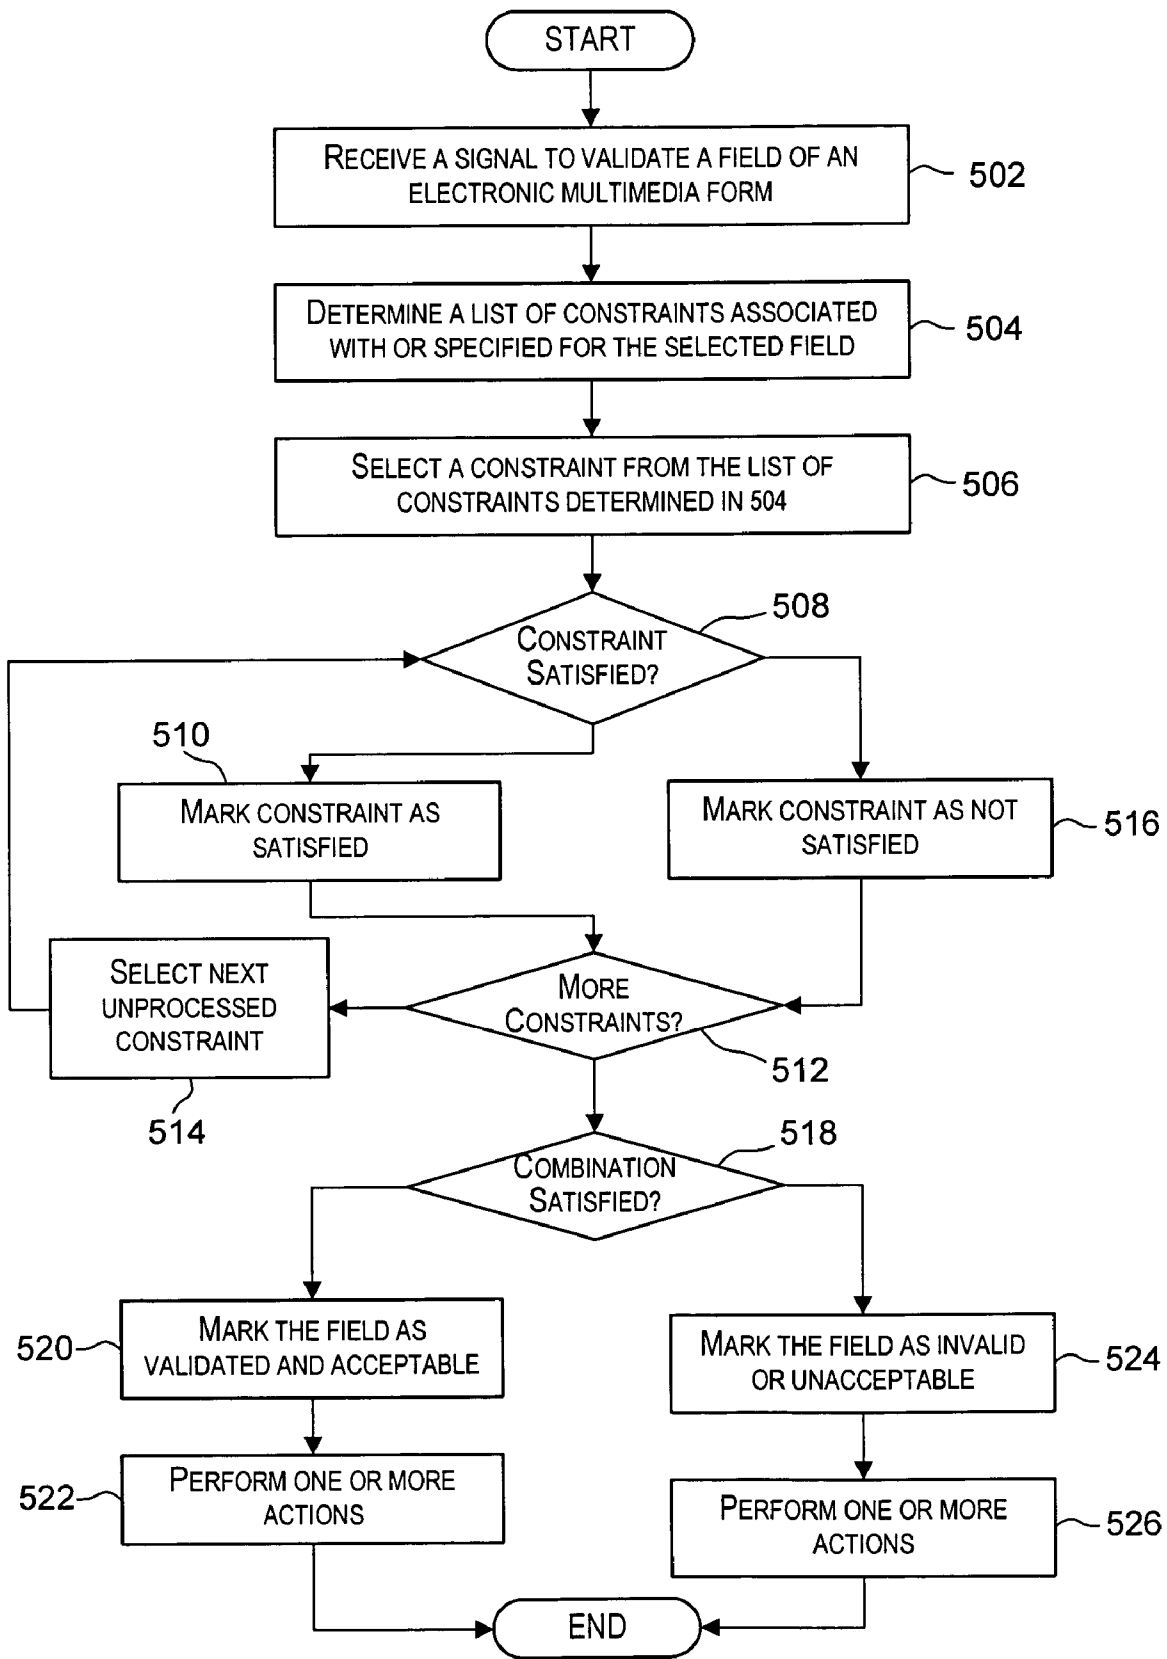 START
RECEIVE A SIGNAL TO VALIDATE A FIELD OF AN
ELECTRONIC MULTIMEDIA FORM
502
DETERMINE A LIST OF CONSTRAINTS ASSOCIATED
WITH OR SPECIFIED FOR THE SELECTED FIELD
504
SELECT A CONSTRAINT FROM THE LIST OF
CONSTRAINTS DETERMINED IN 504
506
508
CONSTRAINT
SATISFIED?
510
MARK CONSTRAINT AS
SATISFIED
MARK CONSTRAINT AS NOT
SATISFIED
516
SELECT NEXT
UNPROCESSED
CONSTRAINT
514
MORE
CONSTRAINTS?
512
518
COMBINATION
SATISFIED?
520
MARK THE FIELD AS
VALIDATED AND ACCEPTABLE
MARK THE FIELD AS INVALID
OR UNACCEPTABLE
524
522
PERFORM ONE OR MORE
ACTIONS
PERFORM ONE OR MORE
ACTIONS
526
END